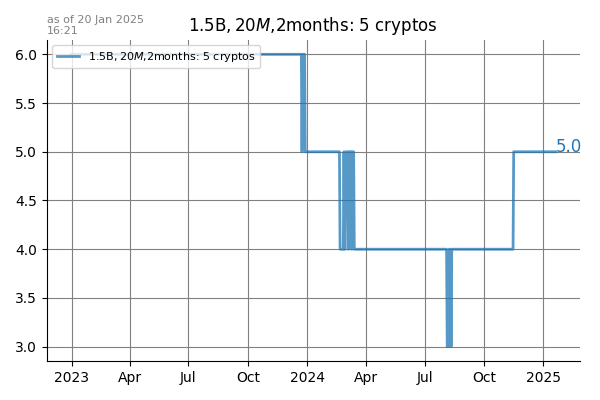 as of 20 Jan 2025
16:21
1.5B, 20M,2months: 5 cryptos
1.5B, 20M,2months: 5 cryptos
6.0
5.5
5.0
5.0
4.5
4.0
3.5
3.0
2023
Apr
Jul
Oct
2024
Apr
Jul
Oct
2025